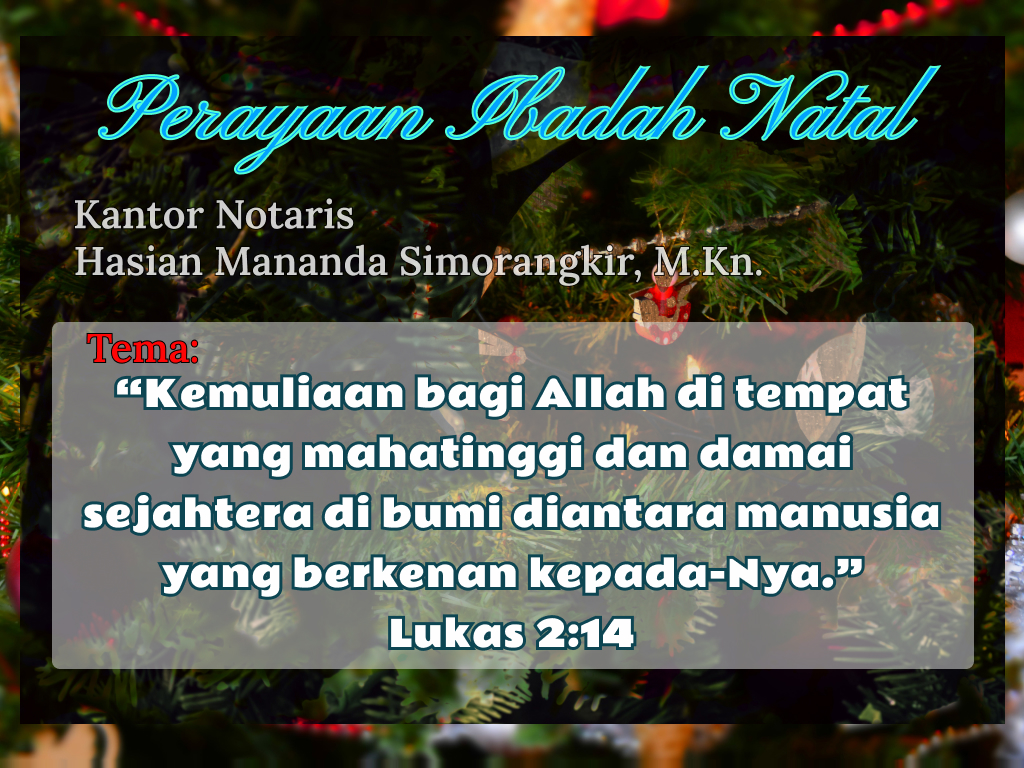 Perayaan Ibadah Natal
Kantor Notaris
Hasian Mananda Simorangkir, M.Kn.
Tema:
“Kemuliaan bagi Allah di tempat
yang mahatinggi dan damai
sejahtera di bumi diantara manusia
yang berkenan kepada-Nya.”
Lukas 2:14